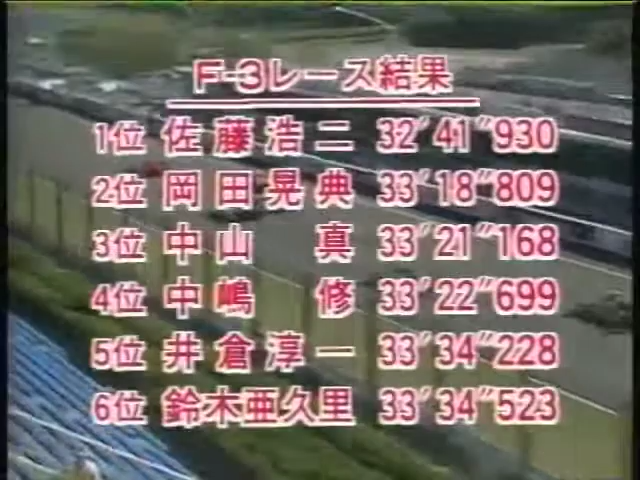 F-3レース結果
1位 佐藤浩二 32'41"930
2位 岡田晃典 33'18"809
3位 中山 真 33'21"168
4位 中嶋 修 33'22"699
5位 井倉淳一 33'34"228
6位 鈴木亜久里 33'34"523